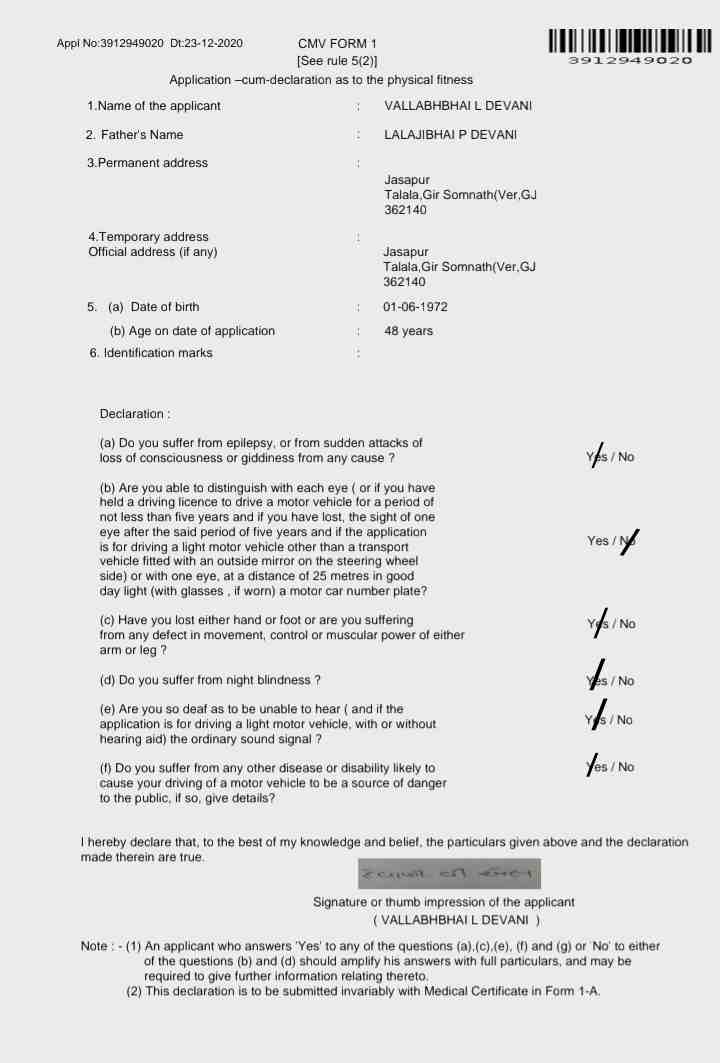 Appl No:3912949020 Dt:23-12-2020
CMV FORM 1
3912949020
[See rule 5(2)]
Application –cum-declaration as to the physical fitness
1.Name of the applicant : VALLABHBHAI L DEVANI
2. Father's Name : LALAJIBHAI P DEVANI
3.Permanent address :
Jasapur
Talala,Gir Somnath(Ver,GJ
362140
4.Temporary address :
Official address (if any) Jasapur
Talala,Gir Somnath(Ver,GJ
362140
5. (a) Date of birth : 01-06-1972
(b) Age on date of application : 48 years
6. Identification marks :
Declaration :
(a) Do you suffer from epilepsy, or from sudden attacks of
loss of consciousness or giddiness from any cause ? Yes / No
(b) Are you able to distinguish with each eye ( or if you have
held a driving licence to drive a motor vehicle for a period of
not less than five years and if you have lost, the sight of one
eye after the said period of five years and if the application
is for driving a light motor vehicle other than a transport Yes / No
vehicle fitted with an outside mirror on the steering wheel
side) or with one eye, at a distance of 25 metres in good
day light (with glasses , if worn) a motor car number plate?
(c) Have you lost either hand or foot or are you suffering Yes / No
from any defect in movement, control or muscular power of either
arm or leg ?
(d) Do you suffer from night blindness ? Yes / No
(e) Are you so deaf as to be unable to hear ( and if the
application is for driving a light motor vehicle, with or without Yes / No
hearing aid) the ordinary sound signal ?
(f) Do you suffer from any other disease or disability likely to Yes / No
cause your driving of a motor vehicle to be a source of danger
to the public, if so, give details?
I hereby declare that, to the best of my knowledge and belief, the particulars given above and the declaration
made therein are true.
Signature or thumb impression of the applicant
( VALLABHBHAI L DEVANI )
Note : - (1) An applicant who answers 'Yes' to any of the questions (a),(c),(e), (f) and (g) or 'No' to either
of the questions (b) and (d) should amplify his answers with full particulars, and may be
required to give further information relating thereto.
(2) This declaration is to be submitted invariably with Medical Certificate in Form 1-A.